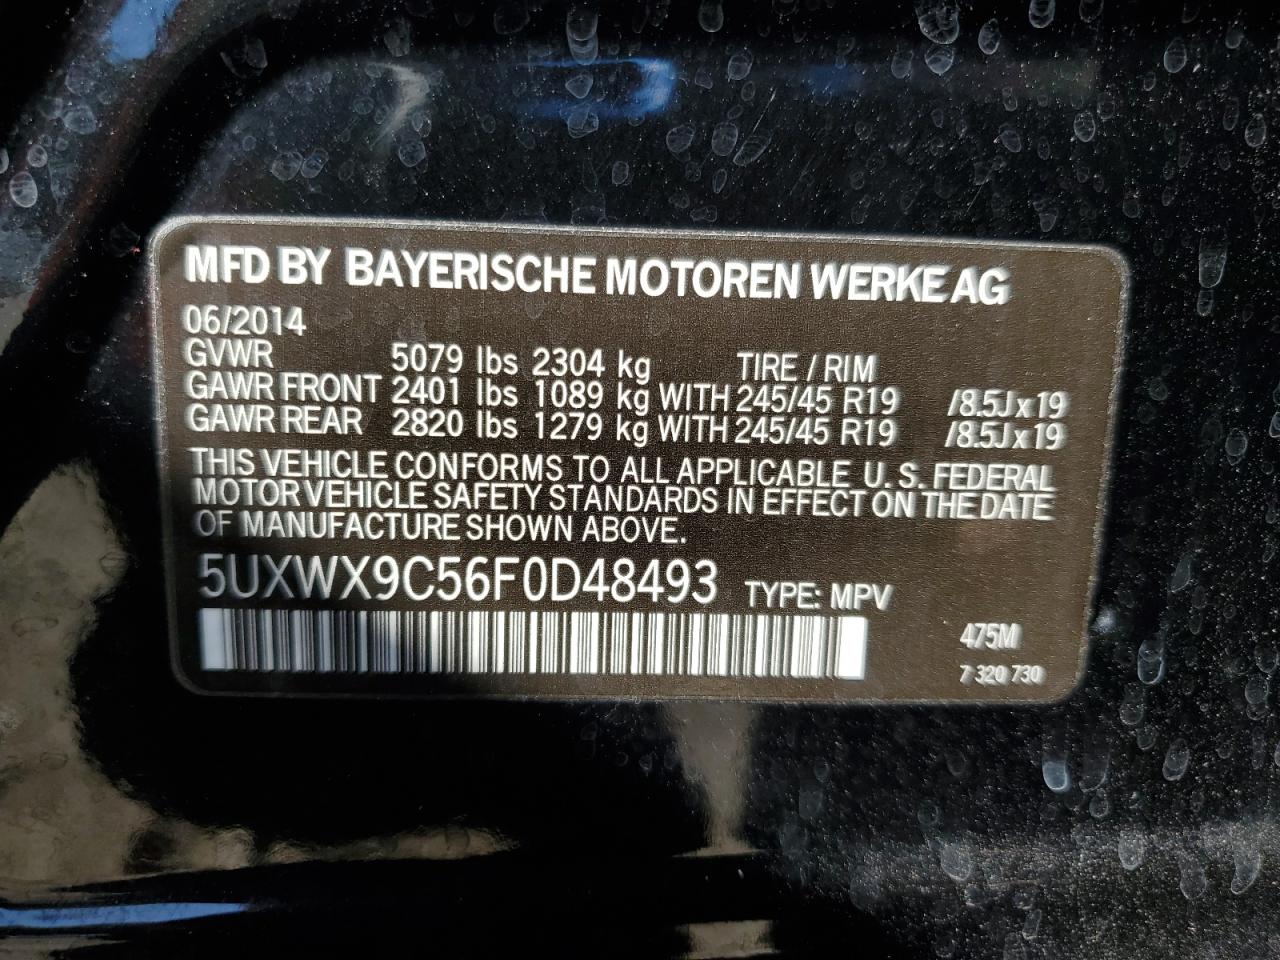 MFD BY BAYERISCHE MOTOREN WERKE AG
06/2014
GVWR 5079 lbs 2304 kg TIRE / RIM
GAWR FRONT 2401 lbs 1089 kg WITH 245/45 R19 /8.5J x 19
GAWR REAR 2820 lbs 1279 kg WITH 245/45 R19 /8.5J x 19
THIS VEHICLE CONFORMS TO ALL APPLICABLE U. S. FEDERAL
MOTOR VEHICLE SAFETY STANDARDS IN EFFECT ON THE DATE
OF MANUFACTURE SHOWN ABOVE.
5UXWX9C56F0D48493 TYPE: MPV
475M
7 320 730